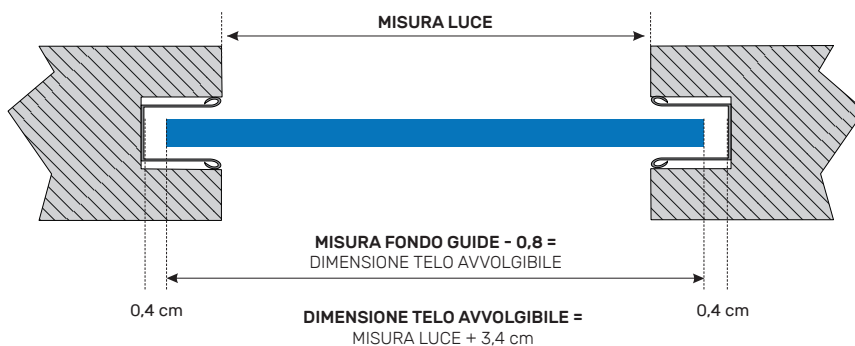 MISURA LUCE
MISURA FONDO GUIDE - 0,8 =
DIMENSIONE TELO AVVOLGIBILE
0,4 cm
0,4 cm
DIMENSIONE TELO AVVOLGIBILE =
MISURA LUCE + 3,4 cm